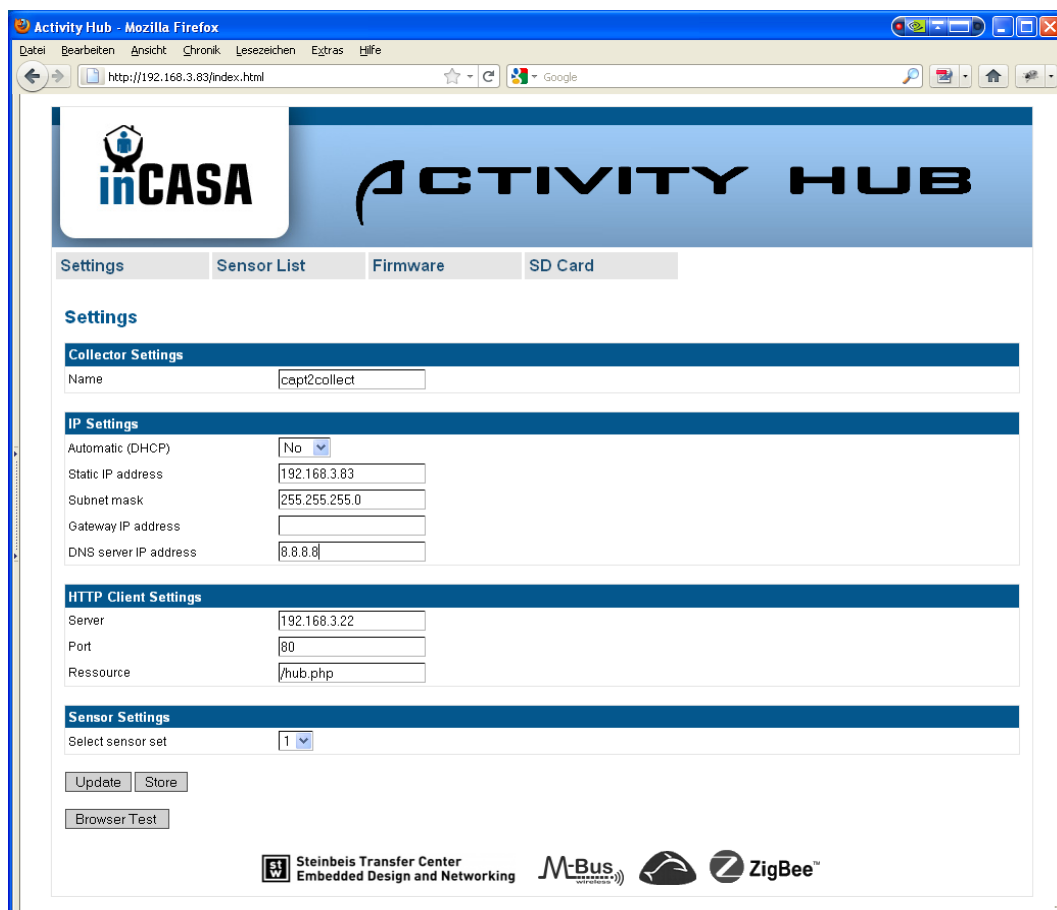 Activity Hub - Mozilla Firefox
Datei Bearbeiten Ansicht Chronik Lesezeichen Extras Hilfe
http://192.168.3.83/index.html Google
inCASA
ACTIVITY HUB
Settings Sensor List Firmware SD Card
Settings
Collector Settings
Name capt2collect
IP Settings
Automatic (DHCP) No
Static IP address 192.168.3.83
Subnet mask 255.255.255.0
Gateway IP address
DNS server IP address 8.8.8.8
HTTP Client Settings
Server 192.168.3.22
Port 80
Ressource /hub.php
Sensor Settings
Select sensor set 1
Update Store
Browser Test
st w Steinbeis Transfer Center
Embedded Design and Networking
M-Bus wireless
Z ZigBee™